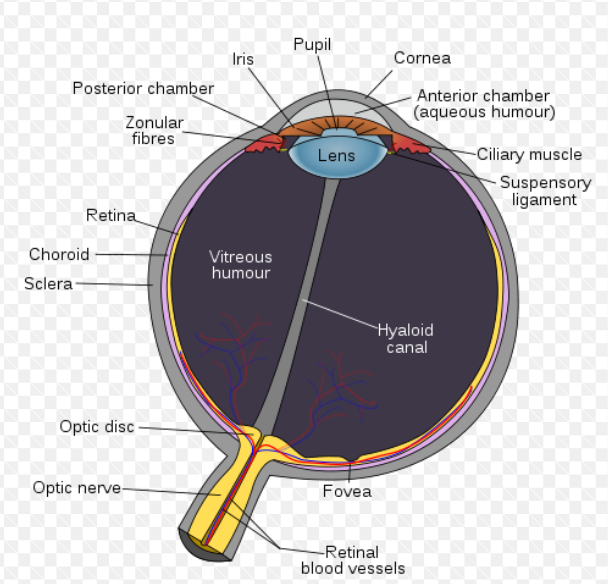 Pupil
Iris
Cornea
Posterior chamber
Anterior chamber
(aqueous humour)
Zonular
fibres
Lens
Ciliary muscle
Suspensory
ligament
Retina
Choroid
Sclera
Vitreous
humour
Hyaloid
canal
Optic disc
Optic nerve
Fovea
Retinal
blood vessels